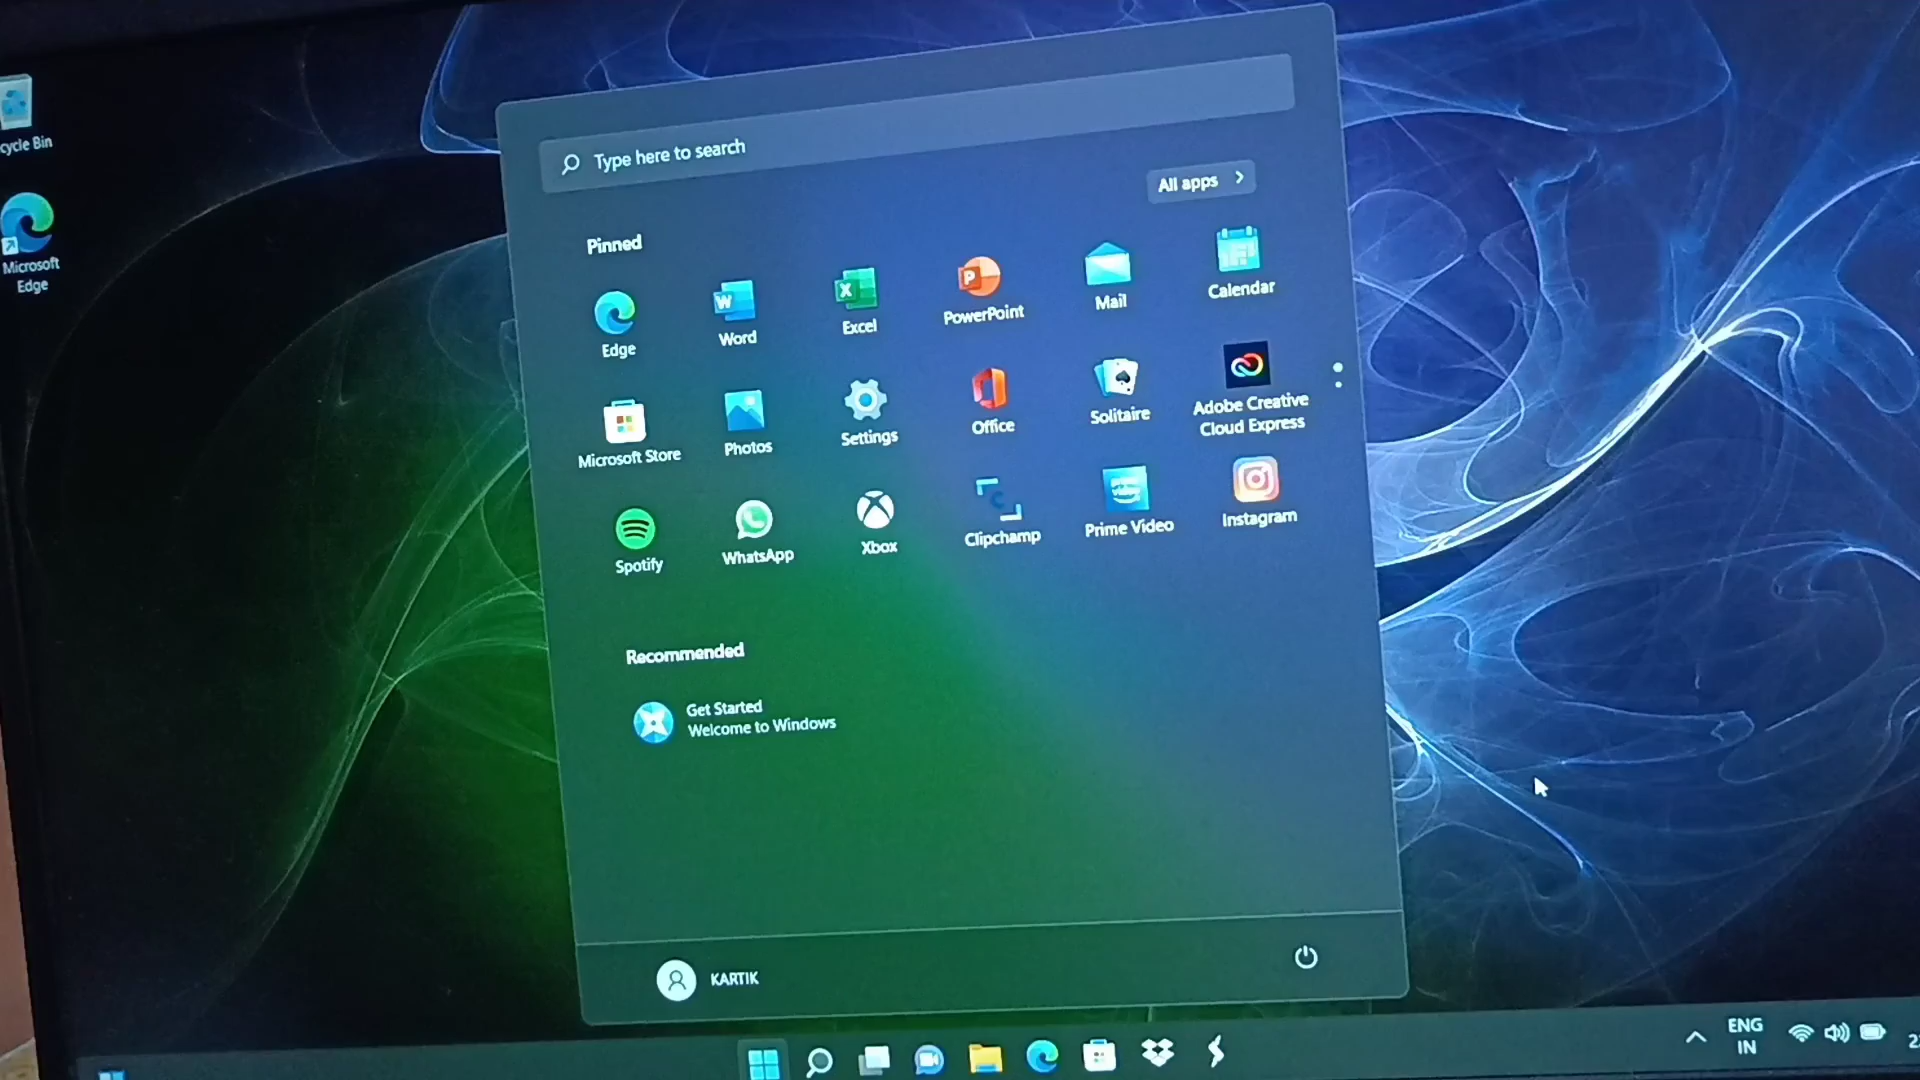 cycle Bin
Microsoft
Edge
Type here to search
All apps
Pinned
Edge
Word
Excel
PowerPoint
Mail
Calendar
Microsoft Store
Photos
Settings
Office
Solitaire
Adobe Creative
Cloud Express
Spotify
WhatsApp
Xbox
Clipchamp
Prime Video
Instagram
Recommended
Get Started
Welcome to Windows
KARTIK
ENG
IN